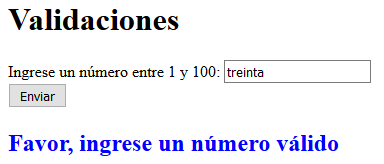 Validaciones
Ingrese un número entre 1 y 100: treinta
Enviar
Favor, ingrese un número válido